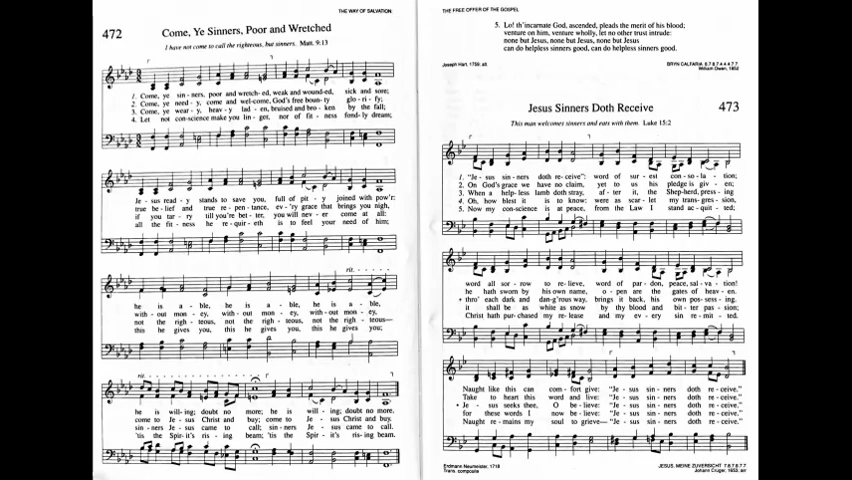 THE WAY OF SALVATION
472
Come, Ye Sinners, Poor and Wretched
I have not come to call the righteous, but sinners. Matt. 9:13
1. Come, ye sin - ners, poor and wretch - ed, weak and wound - ed, sick and sore;
2. Come, ye need - y, come and wel - come, God's free boun - ty glo - ri - fy;
3. Come, ye wea - ry, heav - y lad - en, bruised and bro - ken by the fall;
4. Let not con - science make you lin - ger, nor of fit - ness fond - ly dream;
Je - sus read - y stands to save you, full of pit - y joined with pow'r:
true be - lief and true re - pen - tance, ev - 'ry grace that brings you nigh,
if you tar - ry till you're bet - ter, you will nev - er come at all:
all the fit - ness he re - quir - eth is to feel your need of him;
rit.
he is a - ble, he is a - ble, he is a - ble,
with - out mon - ey, with - out mon - ey, with - out mon - ey,
not the righ - teous, not the righ - teous, not the righ - teous—
this he gives you, this he gives you, this he gives you;
rit.
he is will - ing; doubt no more; he is will - ing; doubt no more.
come to Je - sus Christ and buy; come to Je - sus Christ and buy.
sin - ners Je - sus came to call; sin - ners Je - sus came to call.
'tis the Spir - it's ris - ing beam; 'tis the Spir - it's ris - ing beam.
THE FREE OFFER OF THE GOSPEL
5. Lo! th'incarnate God, ascended, pleads the merit of his blood;
venture on him, venture wholly, let no other trust intrude:
none but Jesus, none but Jesus, none but Jesus
can do helpless sinners good, can do helpless sinners good.
Joseph Hart, 1759; alt.
BRYN CALFARIA 8.7.8.7.4.4.4.7.7.
William Owen, 1852
Jesus Sinners Doth Receive
473
This man welcomes sinners and eats with them. Luke 15:2
1. "Je - sus sin - ners doth re - ceive": word of sur - est con - so - la - tion;
2. On God's grace we have no claim, yet to us his pledge is giv - en;
3. When a help - less lamb doth stray, af - ter it, the Shep - herd, press - ing
4. Oh, how blest it is to know: were as scar - let my trans - gres - sion,
5. Now my con - science is at peace, from the Law I stand ac - quit - ted;
word all sor - row to re - lieve, word of par - don, peace, sal - va - tion!
he hath sworn by his own name, o - pen are the gates of heav - en.
thro' each dark and dan - g'rous way, brings it back, his own pos - sess - ing.
it shall be as white as snow by thy blood and bit - ter pas - sion;
Christ hath pur - chased my re - lease and my ev - ery sin re - mit - ted.
Naught like this can com - fort give: "Je - sus sin - ners doth re - ceive."
Take to heart this word and live: "Je - sus sin - ners doth re - ceive."
Je - sus seeks thee, O be - lieve: "Je - sus sin - ners doth re - ceive."
for these words I now be - lieve: "Je - sus sin - ners doth re - ceive."
Naught re - mains my soul to grieve— "Je - sus sin - ners doth re - ceive."
Erdmann Neumeister, 1718
Trans. composite
JESUS, MEINE ZUVERSICHT 7.8.7.8.7.7
Johann Crüger, 1653; arr.